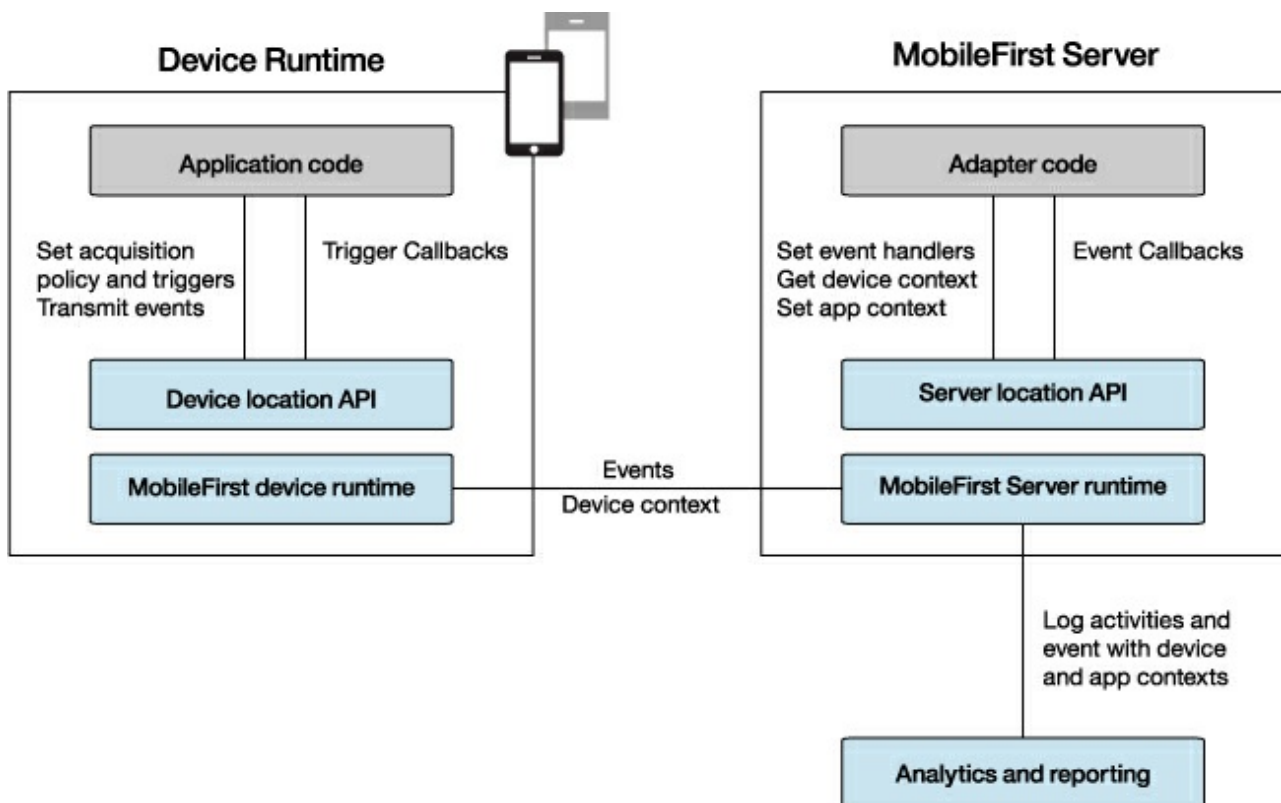 Device Runtime
Application code
Set acquisition
policy and triggers
Transmit events
Trigger Callbacks
Device location API
MobileFirst device runtime
Events
Device context
MobileFirst Server
Adapter code
Set event handlers
Get device context
Set app context
Event Callbacks
Server location API
MobileFirst Server runtime
Log activities and
event with device
and app contexts
Analytics and reporting